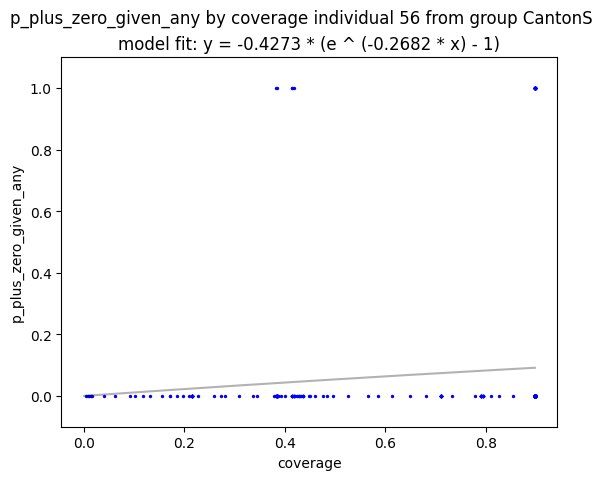 p_plus_zero_given_any by coverage individual 56 from group CantonS
model fit: y = -0.4273 * (e ^ (-0.2682 * x) - 1)
1.0
0.8
0.6
0.4
0.2
0.0
p_plus_zero_given_any
0.0 0.2 0.4 0.6 0.8
coverage